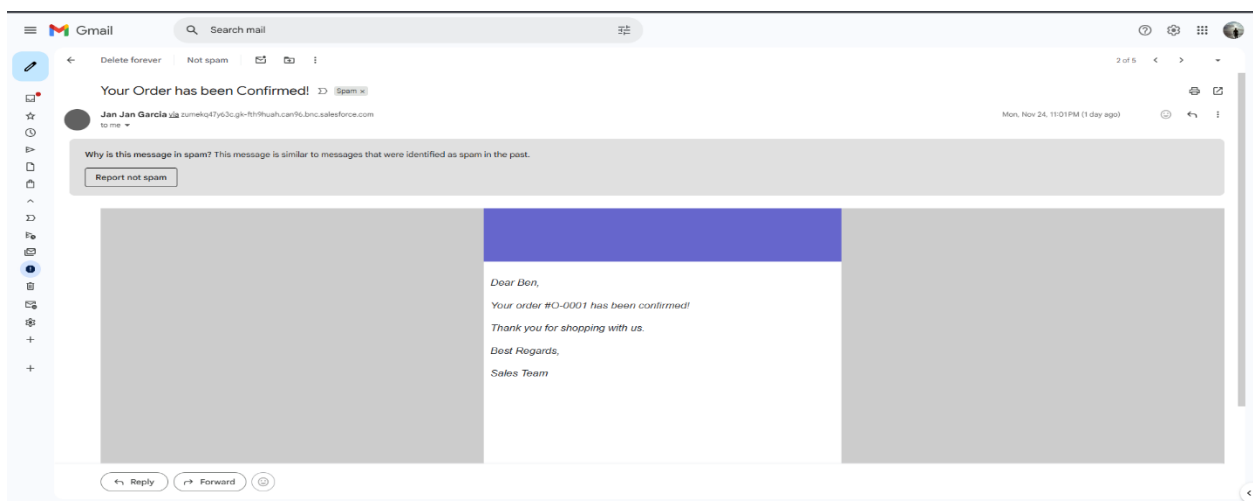 Gmail
Search mail
Delete forever Not spam
2 of 5
Your Order has been Confirmed! Spam ×
Jan Jan Garcia via zumekq47y63c.gk-fth9huah.can96.bnc.salesforce.com
Mon, Nov 24, 11:01 PM (1 day ago)
to me
Why is this message in spam? This message is similar to messages that were identified as spam in the past.
Report not spam
Dear Ben,
Your order #O-0001 has been confirmed!
Thank you for shopping with us.
Best Regards,
Sales Team
Reply Forward